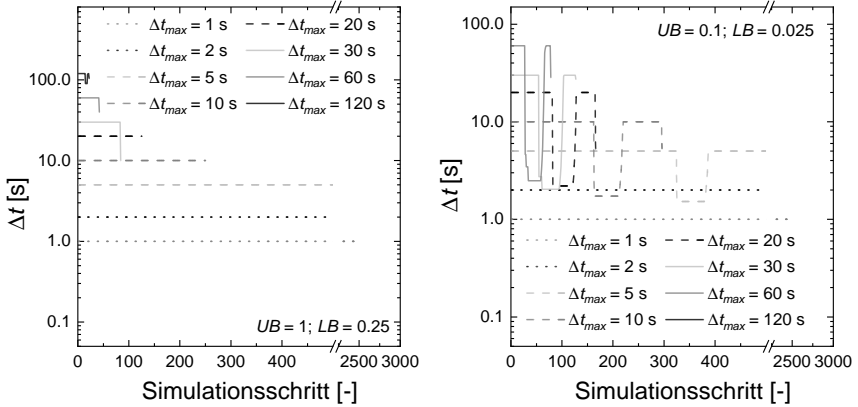 Δt_max = 1 s
Δt_max = 20 s
Δt_max = 2 s
Δt_max = 30 s
Δt_max = 5 s
Δt_max = 60 s
Δt_max = 10 s
Δt_max = 120 s
100.0
10.0
1.0
0.1
Δt [s]
UB = 1; LB = 0.25
0 100 200 300 400 500 2500 3000
Simulationsschritt [-]
UB = 0.1; LB = 0.025
100.0
10.0
1.0
0.1
Δt [s]
Δt_max = 1 s
Δt_max = 20 s
Δt_max = 2 s
Δt_max = 30 s
Δt_max = 5 s
Δt_max = 60 s
Δt_max = 10 s
Δt_max = 120 s
0 100 200 300 400 2500 3000
Simulationsschritt [-]